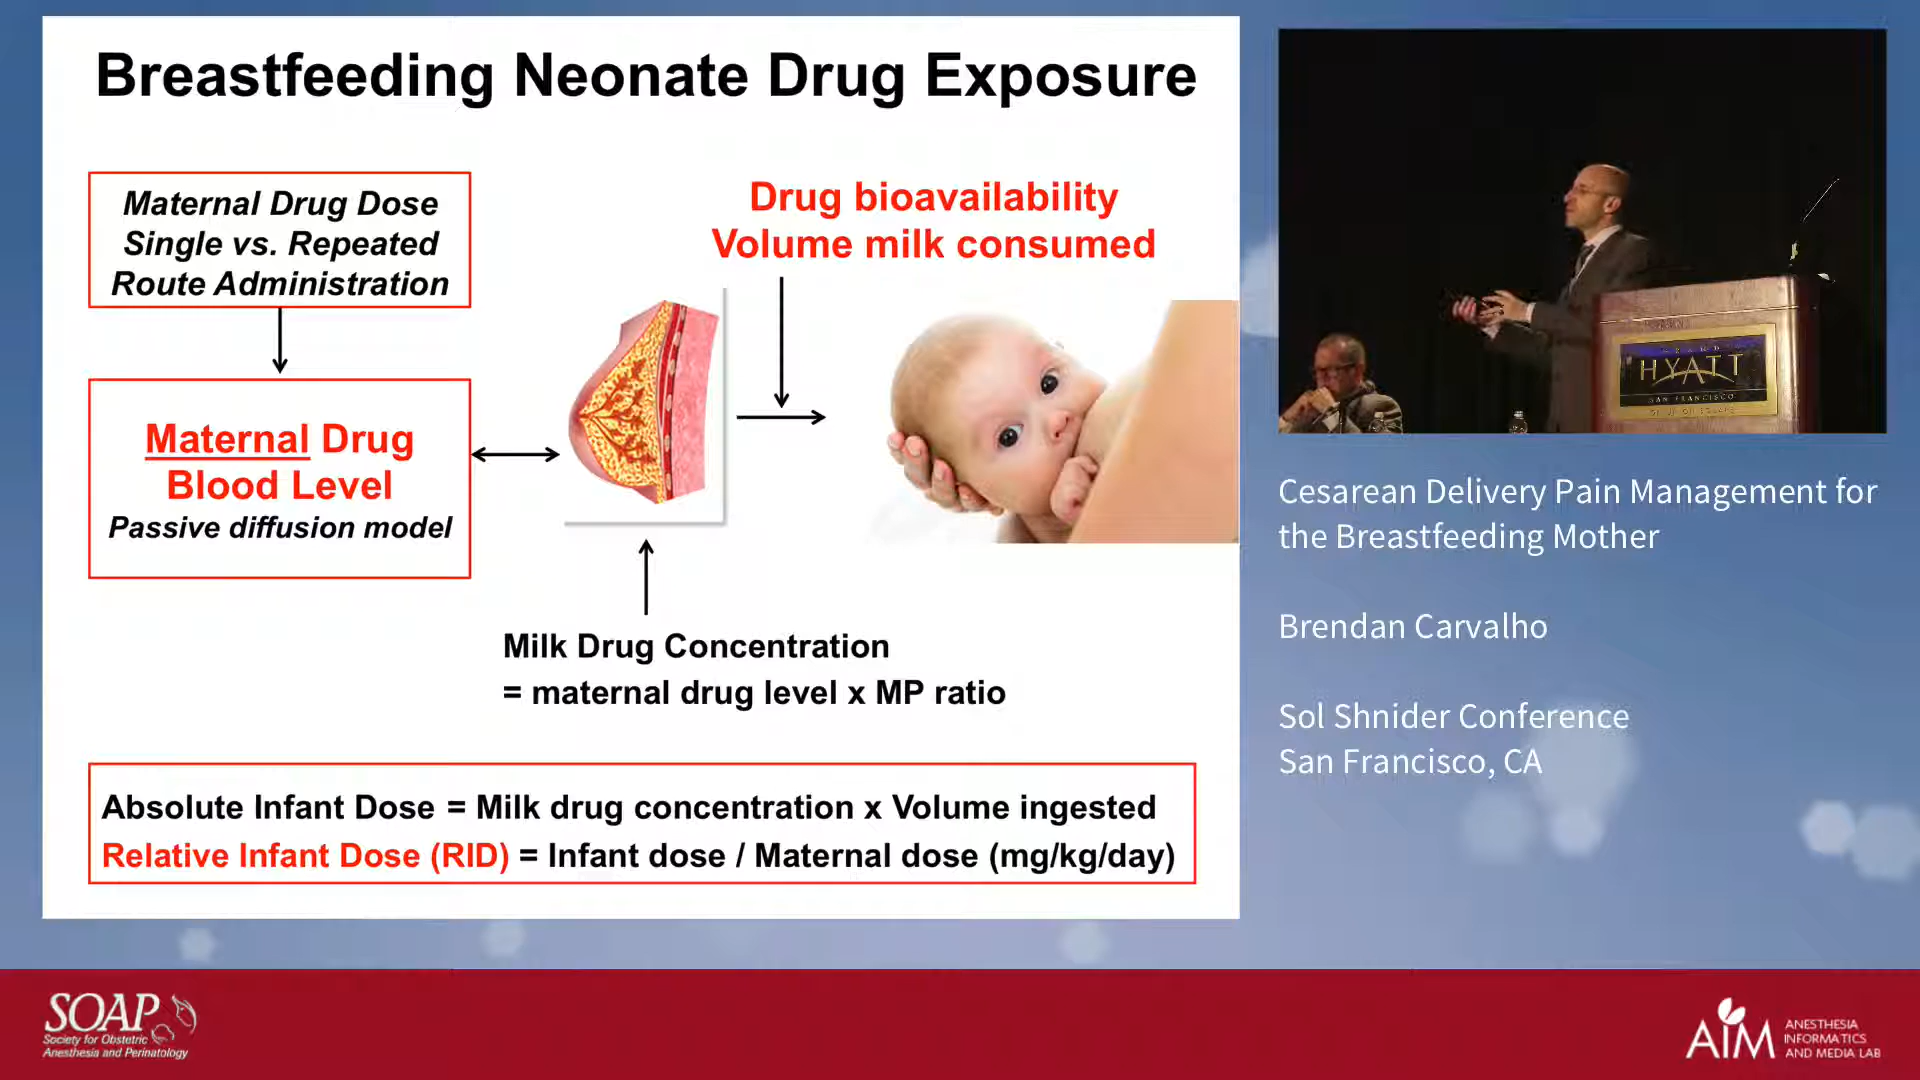 Breastfeeding Neonate Drug Exposure
Maternal Drug Dose
Single vs. Repeated
Route Administration
Drug bioavailability
Volume milk consumed
Maternal Drug
Blood Level
Passive diffusion model
Milk Drug Concentration
= maternal drug level x MP ratio
Absolute Infant Dose = Milk drug concentration x Volume ingested
Relative Infant Dose (RID) = Infant dose / Maternal dose (mg/kg/day)
GRAND
HYATT
SAN FRANCISCO
Cesarean Delivery Pain Management for
the Breastfeeding Mother
Brendan Carvalho
Sol Shnider Conference
San Francisco, CA
SOAP
Society for Obstetric
Anesthesia and Perinatology
AIM
ANESTHESIA
INFORMATICS
AND MEDIA LAB